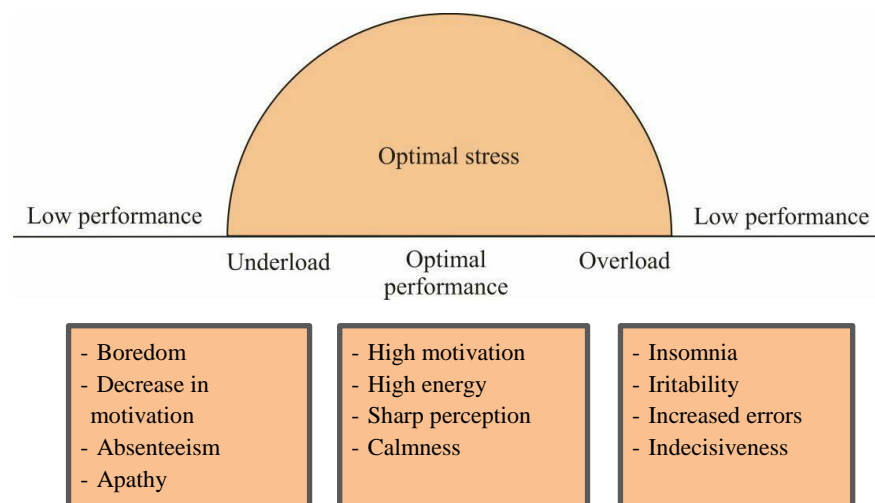 Optimal stress
Low performance
Low performance
Underload
Optimal
performance
Overload
- Boredom
- Decrease in
motivation
- Absenteeism
- Apathy
- High motivation
- High energy
- Sharp perception
- Calmness
- Insomnia
- Iritability
- Increased errors
- Indecisiveness